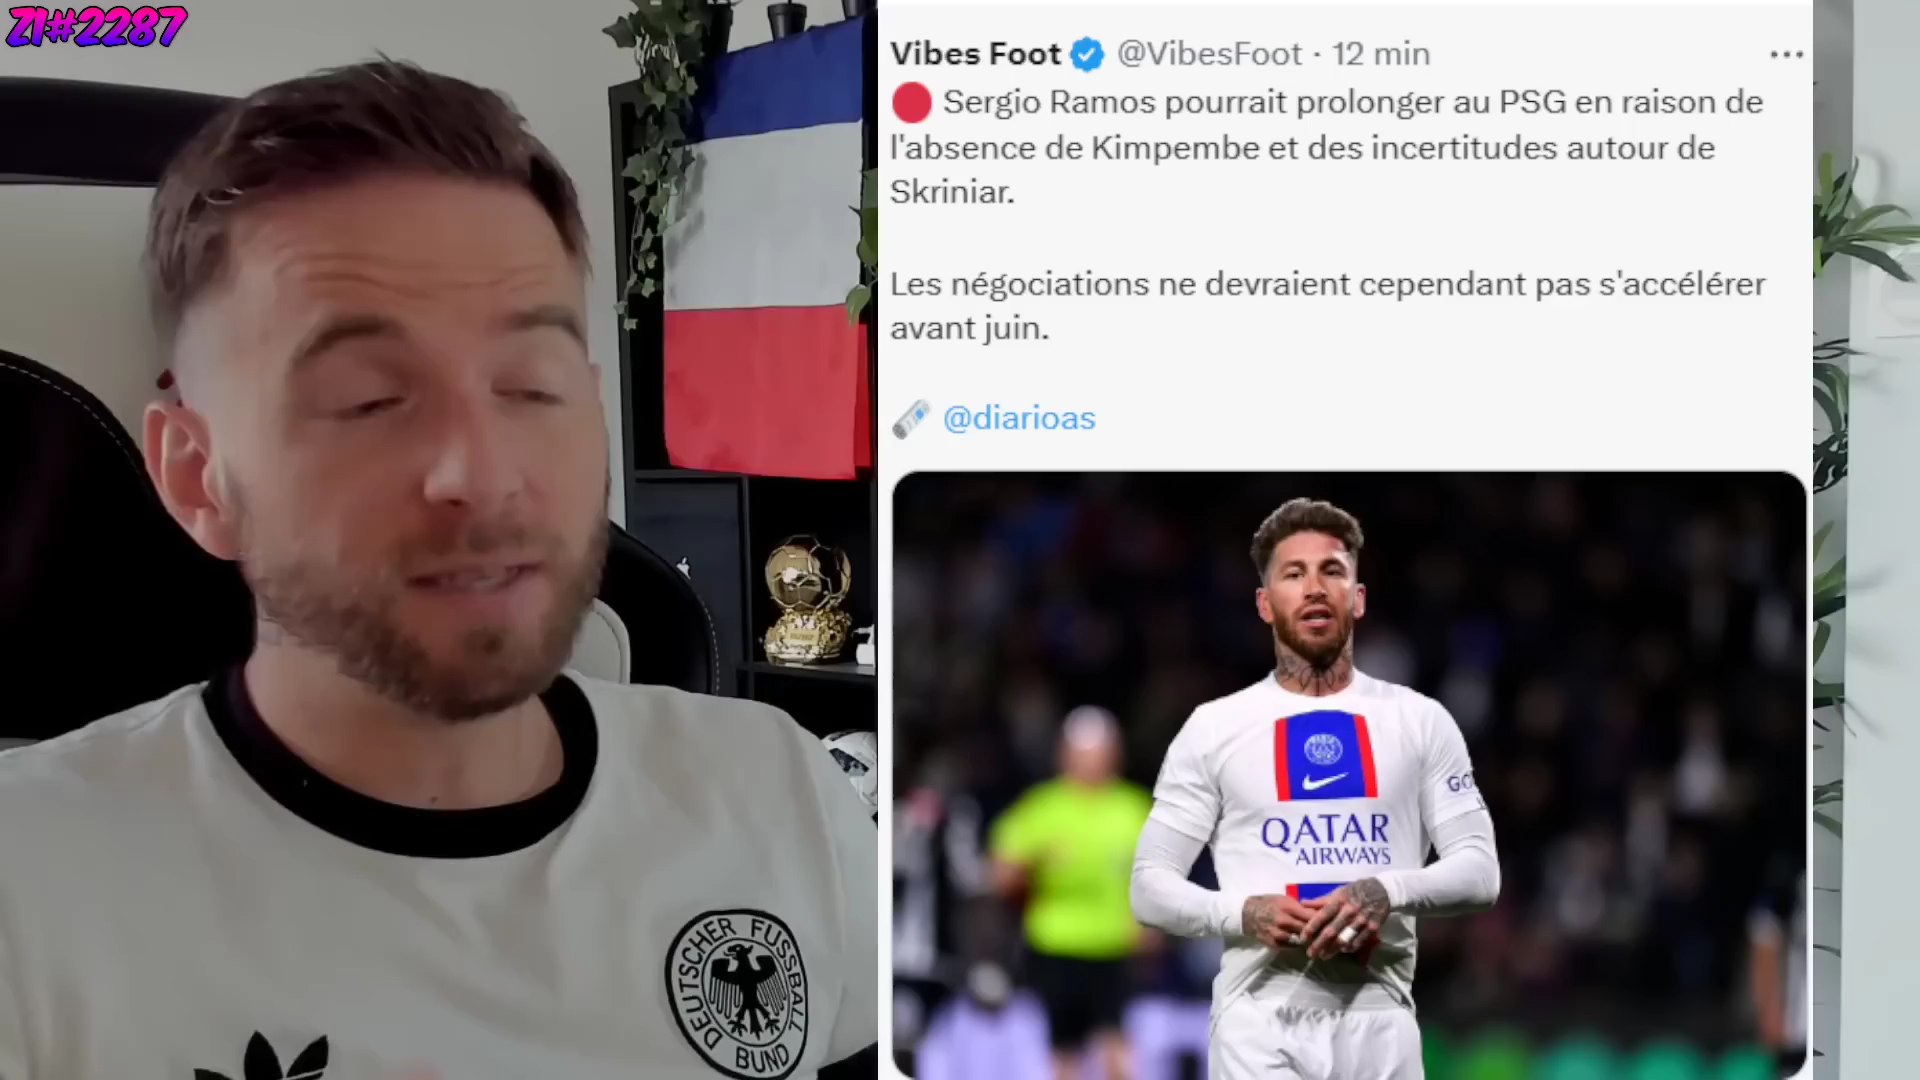 Z1#2287
Vibes Foot @VibesFoot · 12 min
Sergio Ramos pourrait prolonger au PSG en raison de
l'absence de Kimpembe et des incertitudes autour de
Skriniar.
Les négociations ne devraient cependant pas s'accélérer
avant juin.
@diarioas
QATAR
AIRWAYS
GO
DEUTSCHER FUSSBALL
BUND